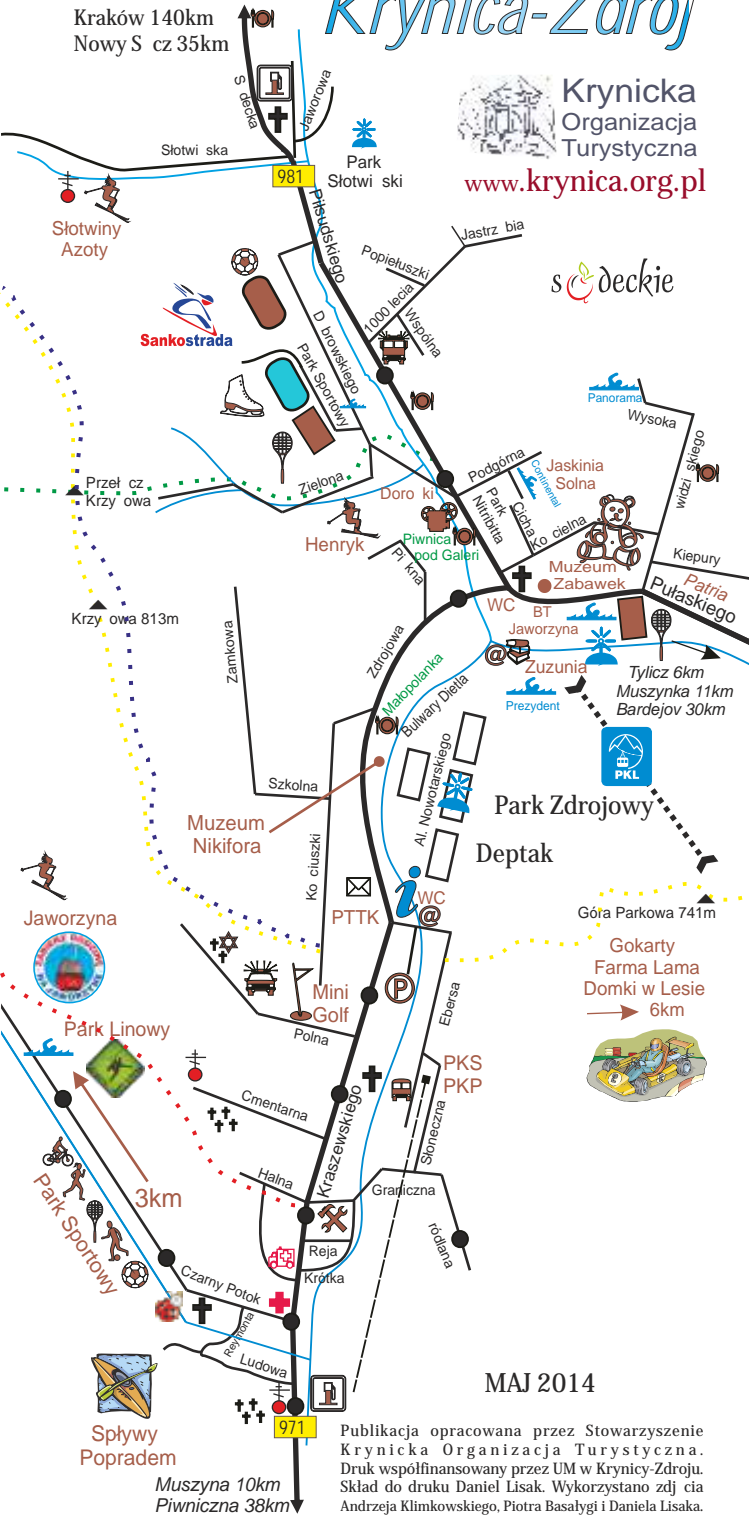 Kraków 140km
Nowy S cz 35km
Krynica-Zdrój
Krynicka
Organizacja
Turystyczna
www.krynica.org.pl
S decka
Jaworowa
Słotwi ska
981
Park
Słotwi ski
Słotwiny
Azoty
Piłsudskiego
Jastrz bia
Popiełuszki
1000 lecia
Wspólna
sądeckie
Sankostrada
D browskiego
Park Sportowy
Panorama
Wysoka
widzi skiego
Przeł cz
Krzy owa
Zielona
Podgórna
Continental
Jaskinia
Solna
Doro ki
Park
Nitribitta
Cicha
Ko cielna
Henryk
Piwnica
pod Galeri
Pi kna
Muzeum
Zabawek
Kiepury
Patria
Pułaskiego
WC
BT
Jaworzyna
Krzy owa 813m
Zamkowa
Zdrojowa
@
Zuzunia
Prezydent
Tylicz 6km
Muszynka 11km
Bardejov 30km
Małopolanka
Bulwary Dietla
PKL
Szkolna
Al. Nowotarskiego
Park Zdrojowy
Muzeum
Nikifora
Deptak
Ko ciuszki
Jaworzyna
PTTK
i
WC
@
Góra Parkowa 741m
Gokarty
Farma Lama
Domki w Lesie
6km
Mini
Golf
P
Ebersa
Park Linowy
Polna
PKS
PKP
Cmentarna
Kraszewskiego
Słoneczna
3km
Halna
Graniczna
Park Sportowy
Reja
ródlana
Krótka
Czarny Potok
Reymonta
Ludowa
MAJ 2014
971
Spływy
Popradem
Muszyna 10km
Piwniczna 38km
Publikacja opracowana przez Stowarzyszenie
Krynicka Organizacja Turystyczna.
Druk współfinansowany przez UM w Krynicy-Zdroju.
Skład do druku Daniel Lisak. Wykorzystano zdj cia
Andrzeja Klimkowskiego, Piotra Basałygi i Daniela Lisaka.